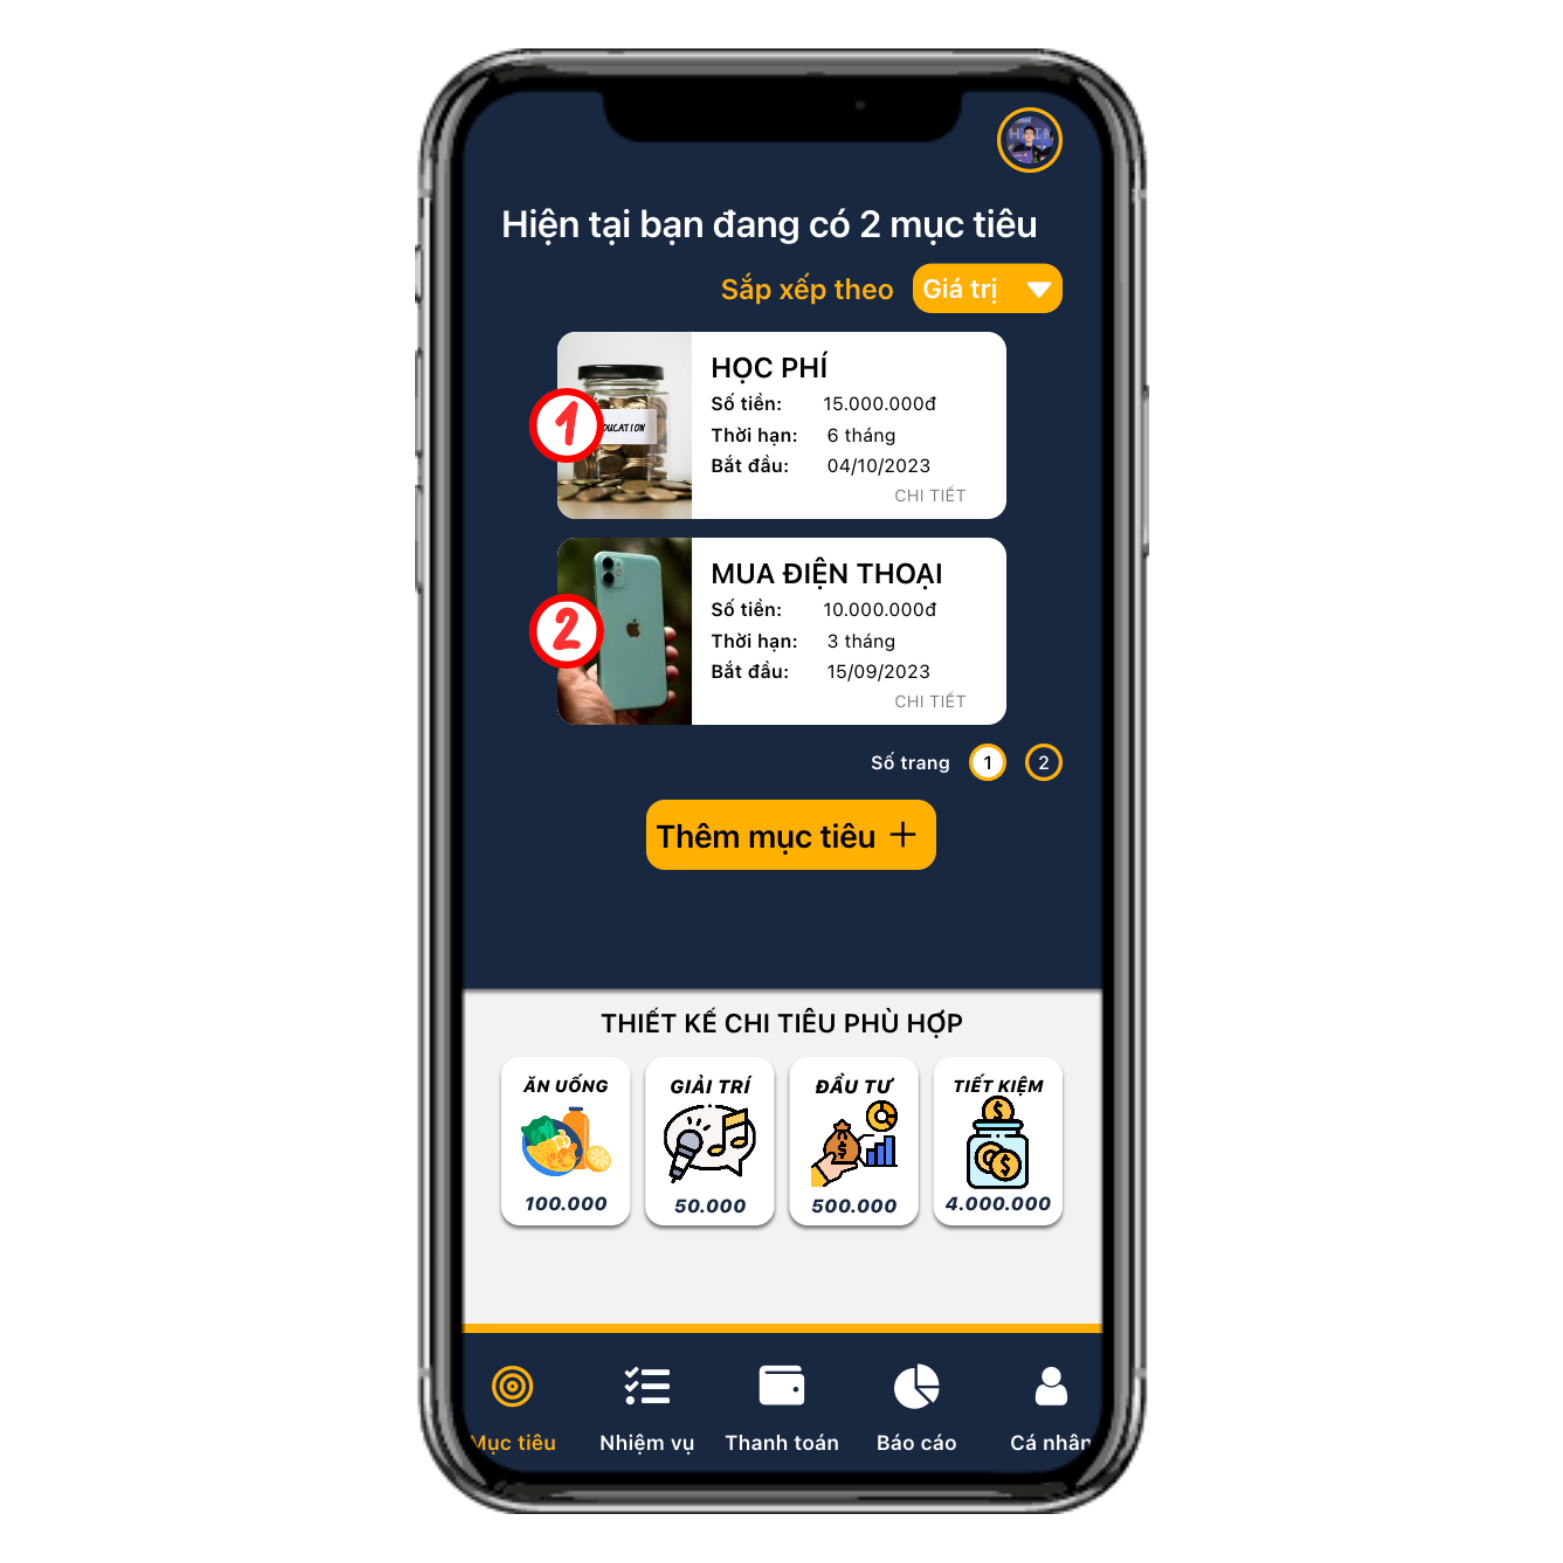 Hiện tại bạn đang có 2 mục tiêu
Sắp xếp theo Giá trị
HỌC PHÍ
Số tiền: 15.000.000đ
Thời hạn: 6 tháng
Bắt đầu: 04/10/2023
CHI TIẾT
1
DUCATION
MUA ĐIỆN THOẠI
Số tiền: 10.000.000đ
Thời hạn: 3 tháng
Bắt đầu: 15/09/2023
CHI TIẾT
2
Số trang 1 2
Thêm mục tiêu +
THIẾT KẾ CHI TIÊU PHÙ HỢP
ĂN UỐNG GIẢI TRÍ ĐẦU TƯ TIẾT KIỆM
100.000 50.000 500.000 4.000.000
Mục tiêu Nhiệm vụ Thanh toán Báo cáo Cá nhân